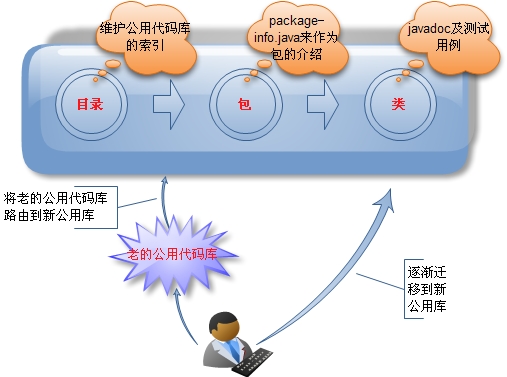 维护公用代码库
的索引
package-
info.java来作为
包的介绍
javadoc及测试
用例
目录
包
类
将老的公用代码库
路由到新公用库
老的公用代码库
逐渐迁
移到新
公用库